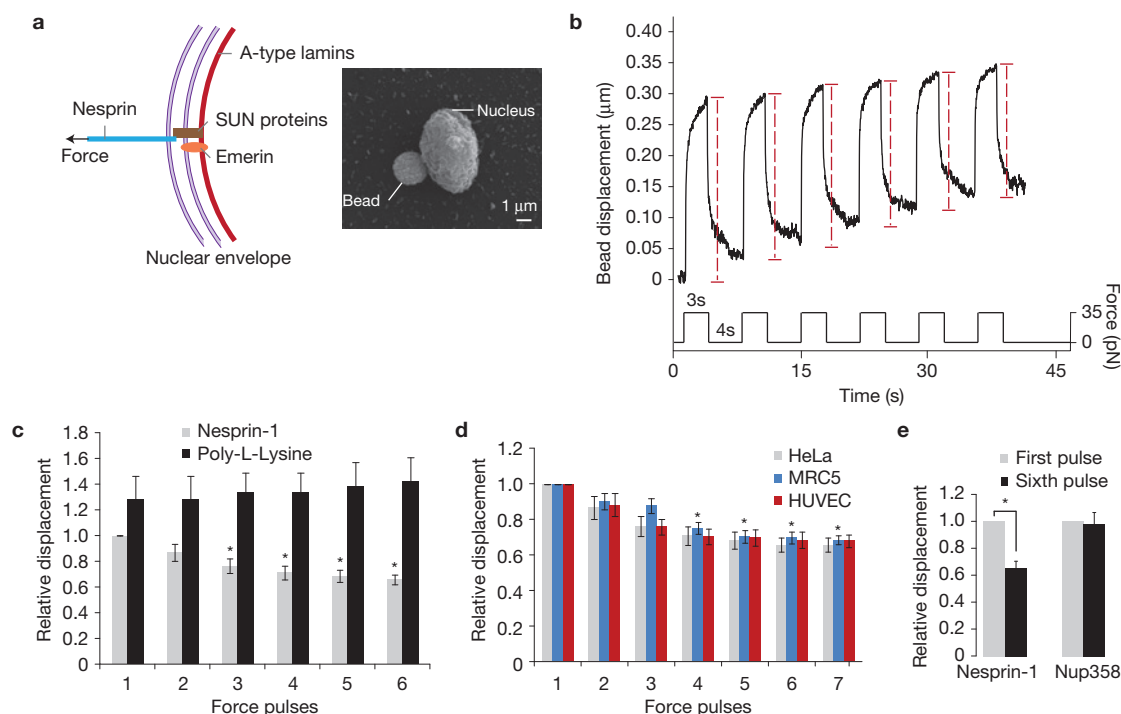 a
A-type lamins
Nesprin
SUN proteins
Force
Emerin
Nuclear envelope
Nucleus
Bead
1 μm
b
Bead displacement (μm)
0.40
0.30
0.20
0.10
0.05
0
3s
4s
35
0
Force (pN)
0
15
30
45
Time (s)
c
Relative displacement
1.8
1.6
1.4
1.2
1.0
0.8
0.6
0.4
0.2
0
Nesprin-1
Poly-L-Lysine
*
*
*
*
1 2 3 4 5 6
Force pulses
d
Relative displacement
1.2
1.0
0.8
0.6
0.4
0.2
0
HeLa
MRC5
HUVEC
*
*
*
*
1 2 3 4 5 6 7
Force pulses
e
First pulse
Sixth pulse
Relative displacement
1.2
1.0
0.8
0.6
0.4
0.2
0
*
Nesprin-1 Nup358